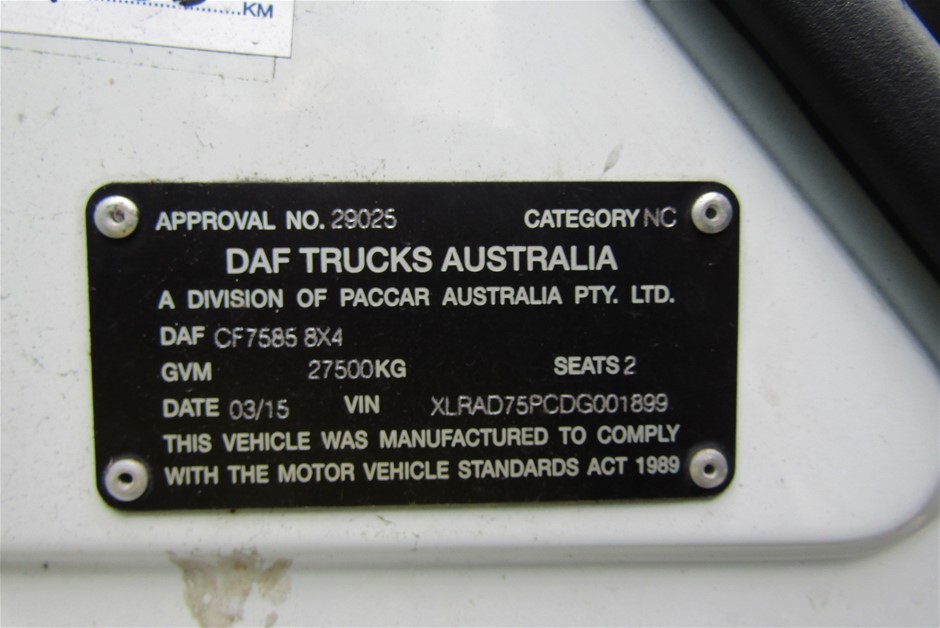 KM
APPROVAL NO. 29025 CATEGORY NC
DAF TRUCKS AUSTRALIA
A DIVISION OF PACCAR AUSTRALIA PTY. LTD.
DAF CF7585 8X4
GVM 27500KG SEATS 2
DATE 03/15 VIN XLRAD75PCDG001899
THIS VEHICLE WAS MANUFACTURED TO COMPLY
WITH THE MOTOR VEHICLE STANDARDS ACT 1989